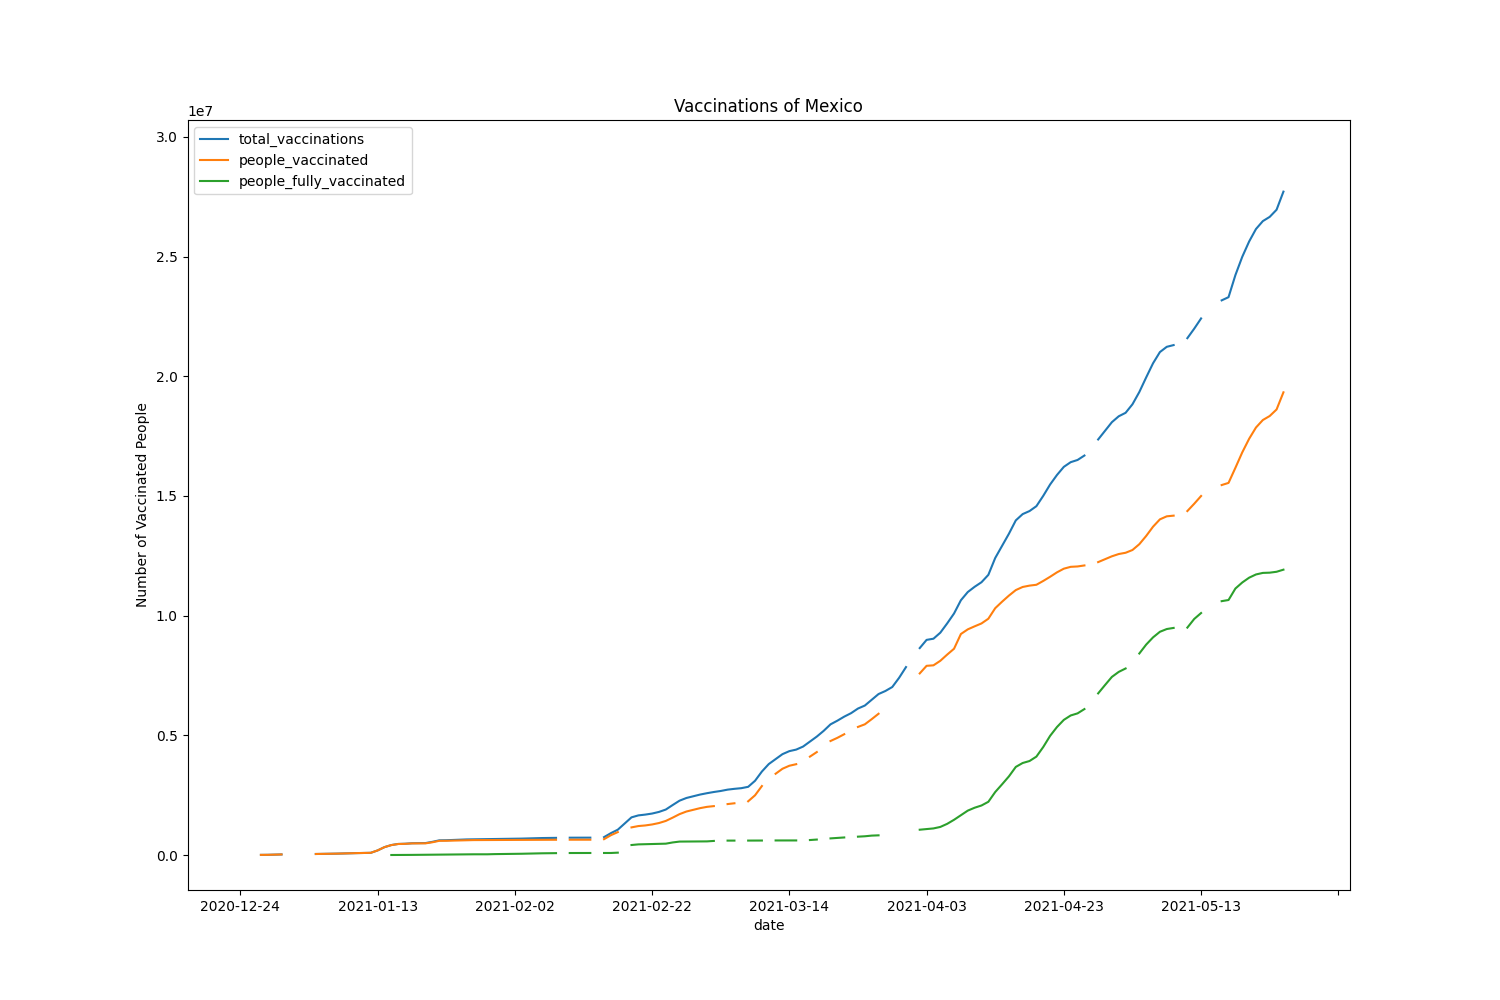 Vaccinations of Mexico
1e7
total_vaccinations
people_vaccinated
people_fully_vaccinated
3.0
2.5
2.0
1.5
1.0
0.5
0.0
Number of Vaccinated People
2020-12-24 2021-01-13 2021-02-02 2021-02-22 2021-03-14 2021-04-03 2021-04-23 2021-05-13
date